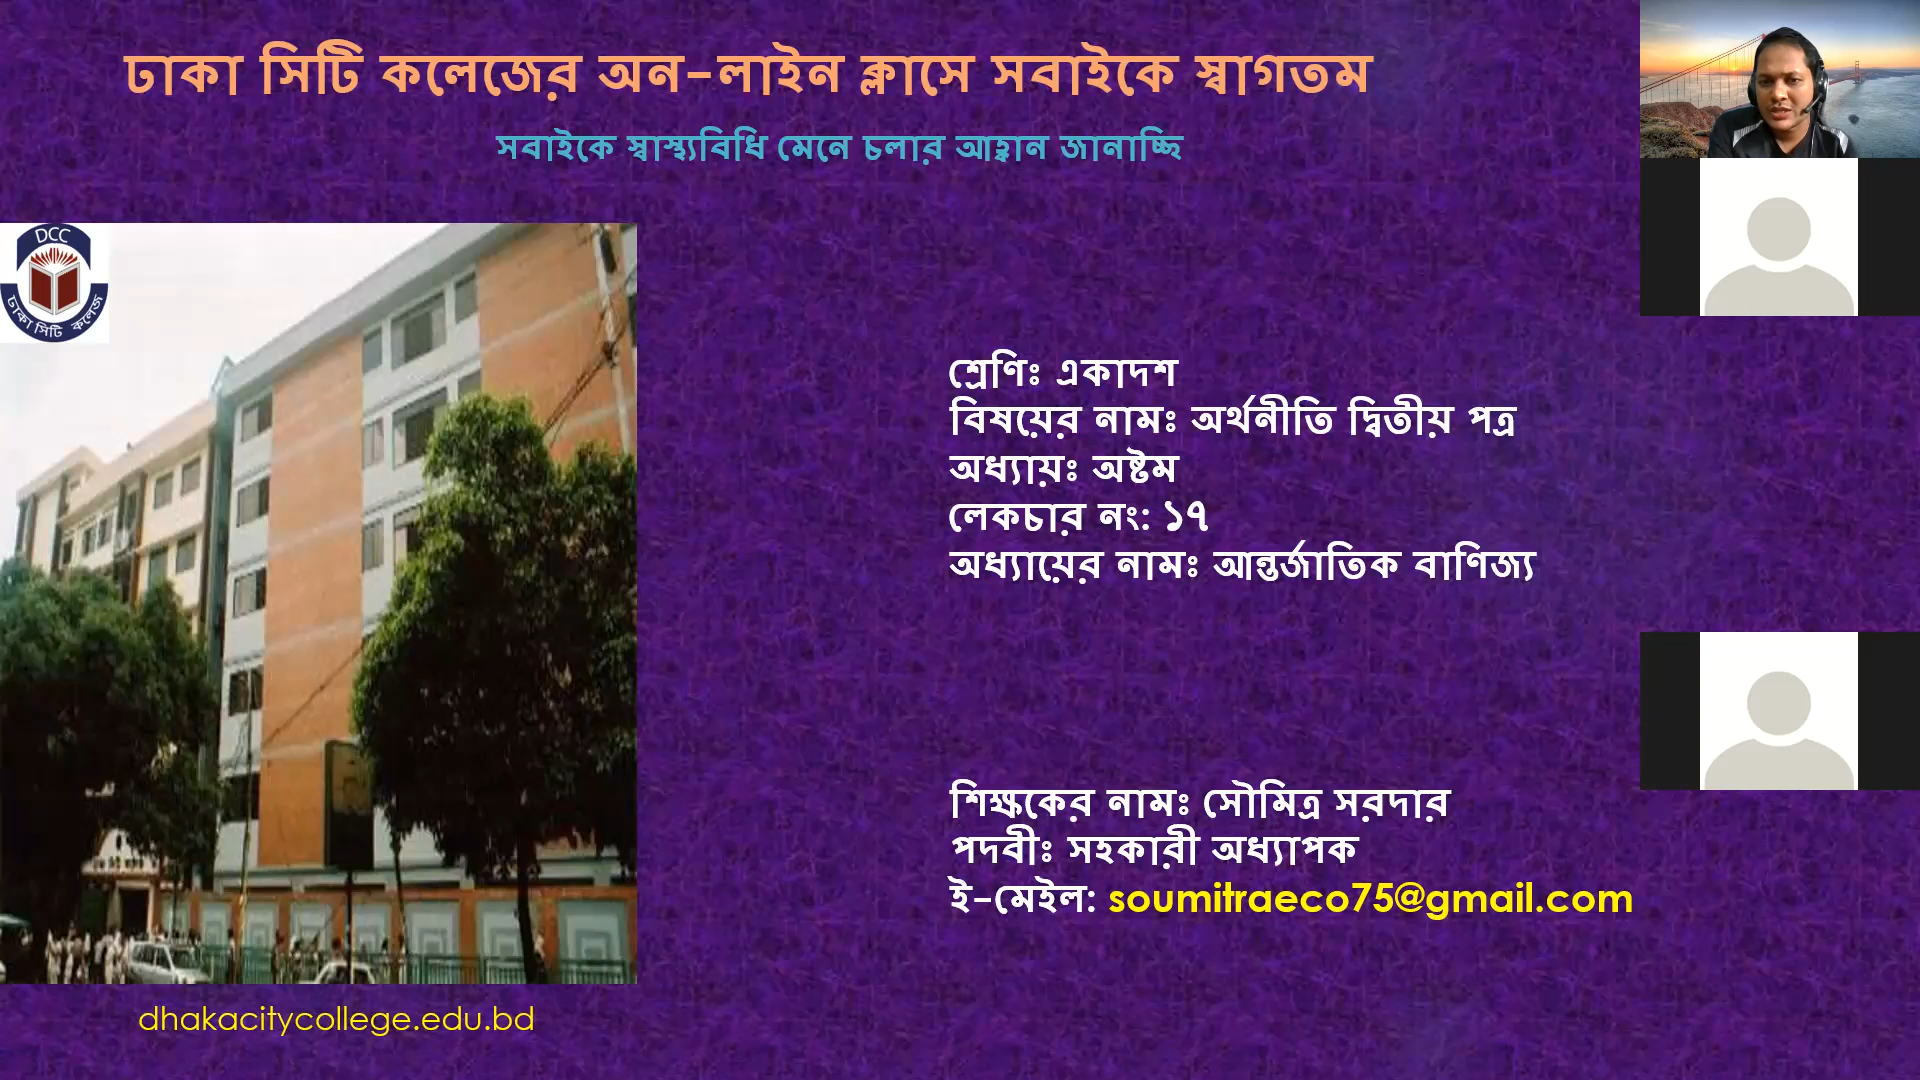 ঢাকা সিটি কলেজের অন-লাইন ক্লাসে সবাইকে স্বাগতম
সবাইকে স্বাস্থ্যবিধি মেনে চলার আহ্বান জানাচ্ছি
DCC
ঢাকা সিটি কলেজ
শ্রেণিঃ একাদশ
বিষয়ের নামঃ অর্থনীতি দ্বিতীয় পত্র
অধ্যায়ঃ অষ্টম
লেকচার নং: ১৭
অধ্যায়ের নামঃ আন্তর্জাতিক বাণিজ্য
শিক্ষকের নামঃ সৌমিত্র সরদার
পদবীঃ সহকারী অধ্যাপক
ই-মেইল: soumitraeco75@gmail.com
dhakacitycollege.edu.bd